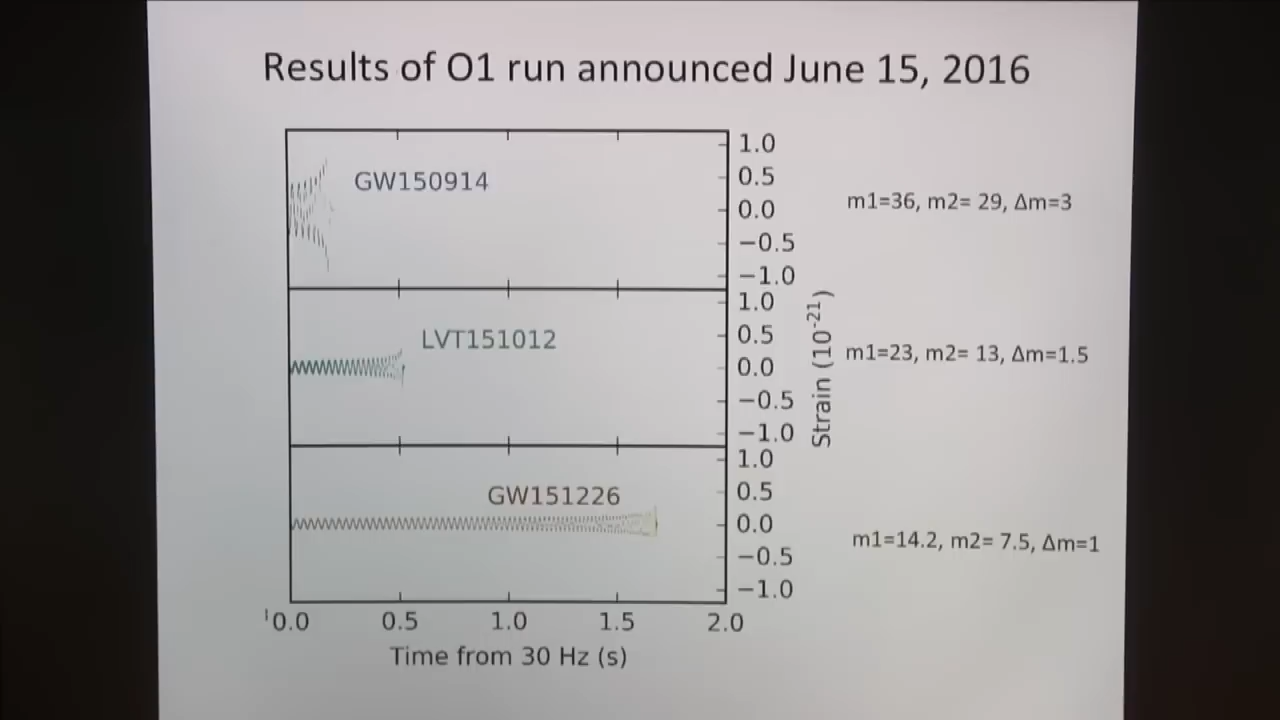 Results of O1 run announced June 15, 2016
GW150914
1.0
0.5
0.0
−0.5
−1.0
m1=36, m2= 29, Δm=3
LVT151012
1.0
0.5
0.0
−0.5
−1.0
Strain (10⁻²¹)
m1=23, m2= 13, Δm=1.5
GW151226
1.0
0.5
0.0
−0.5
−1.0
m1=14.2, m2= 7.5, Δm=1
0.0 0.5 1.0 1.5 2.0
Time from 30 Hz (s)